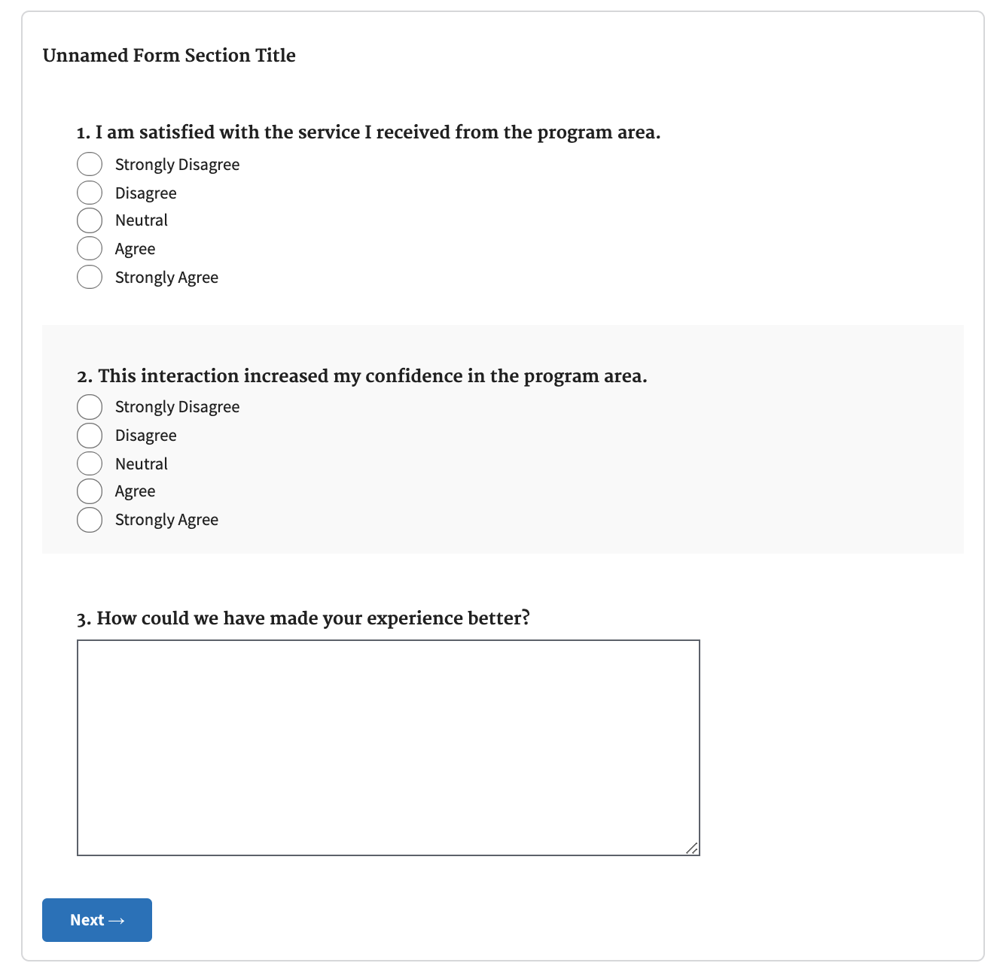 Unnamed Form Section Title
1. I am satisfied with the service I received from the program area.
Strongly Disagree
Disagree
Neutral
Agree
Strongly Agree
2. This interaction increased my confidence in the program area.
Strongly Disagree
Disagree
Neutral
Agree
Strongly Agree
3. How could we have made your experience better?
Next →